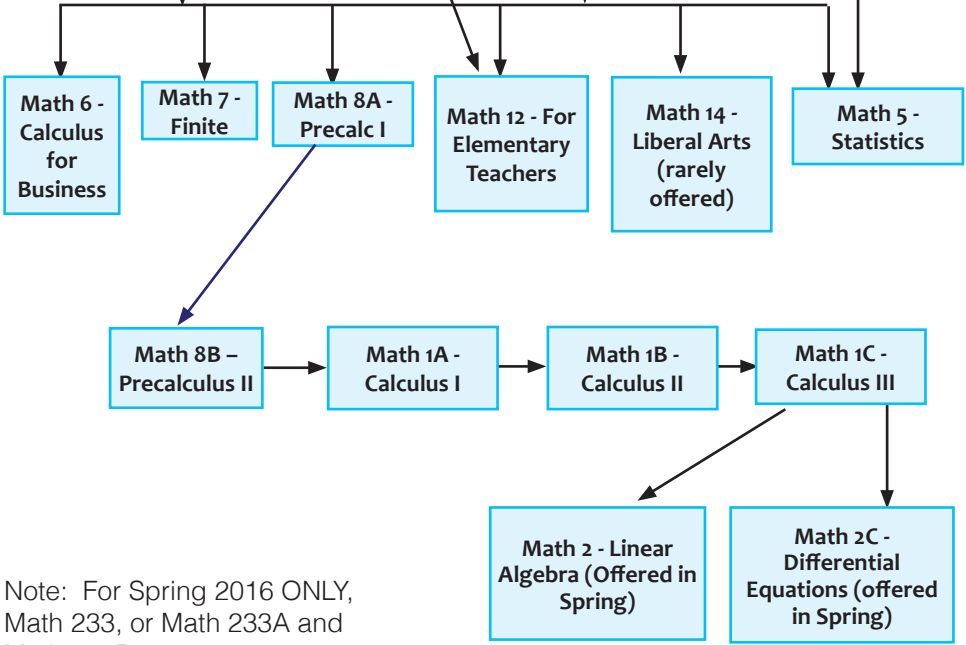 Math 6 -
Calculus
for
Business
Math 7 -
Finite
Math 8A -
Precalc I
Math 12 - For
Elementary
Teachers
Math 14 -
Liberal Arts
(rarely
offered)
Math 5 -
Statistics
Math 8B –
Precalculus II
Math 1A -
Calculus I
Math 1B -
Calculus II
Math 1C -
Calculus III
Math 2 - Linear
Algebra (Offered in
Spring)
Math 2C -
Differential
Equations (offered
in Spring)
Note: For Spring 2016 ONLY,
Math 233, or Math 233A and